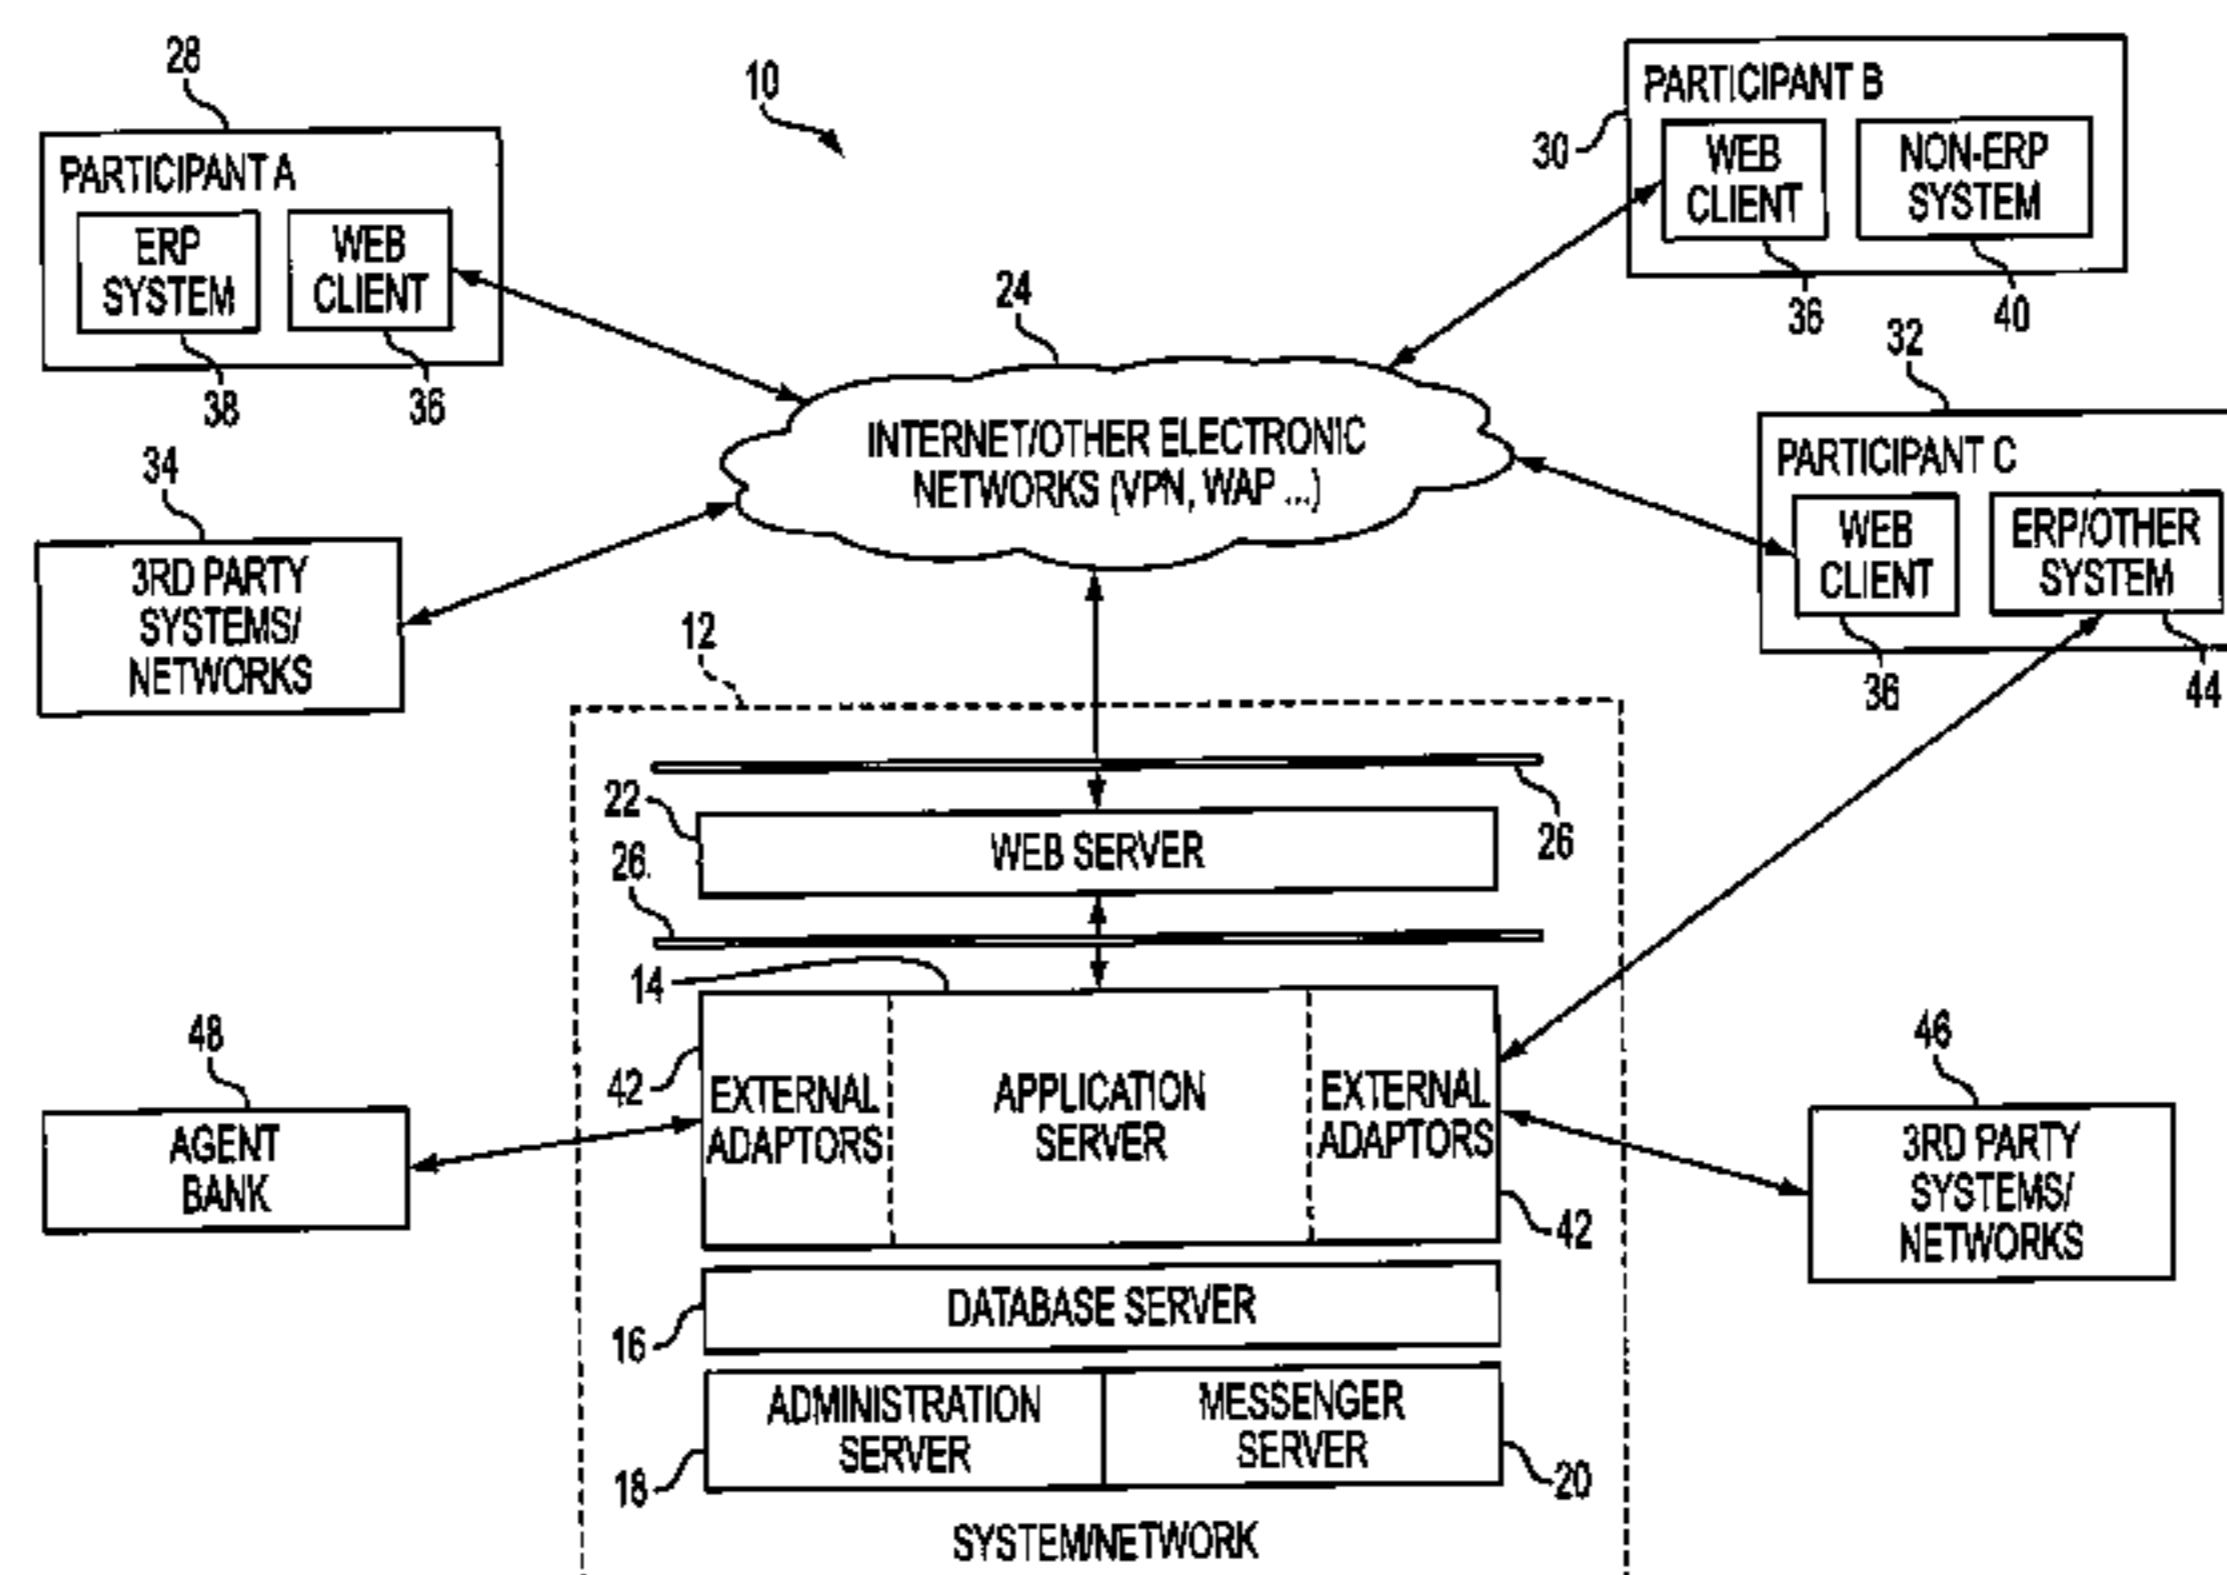 28
10
PARTICIPANT A
ERP
SYSTEM
WEB
CLIENT
38
36
30
PARTICIPANT B
WEB
CLIENT
NON-ERP
SYSTEM
36
40
24
INTERNET/OTHER ELECTRONIC
NETWORKS (VPN, WAP ...)
32
PARTICIPANT C
WEB
CLIENT
ERP/OTHER
SYSTEM
36
44
34
3RD PARTY
SYSTEMS/
NETWORKS
12
26
22
WEB SERVER
26
14
42
EXTERNAL
ADAPTORS
APPLICATION
SERVER
EXTERNAL
ADAPTORS
42
48
AGENT
BANK
46
3RD PARTY
SYSTEMS/
NETWORKS
DATABASE SERVER
16
ADMINISTRATION
SERVER
MESSENGER
SERVER
18
20
SYSTEM/NETWORK